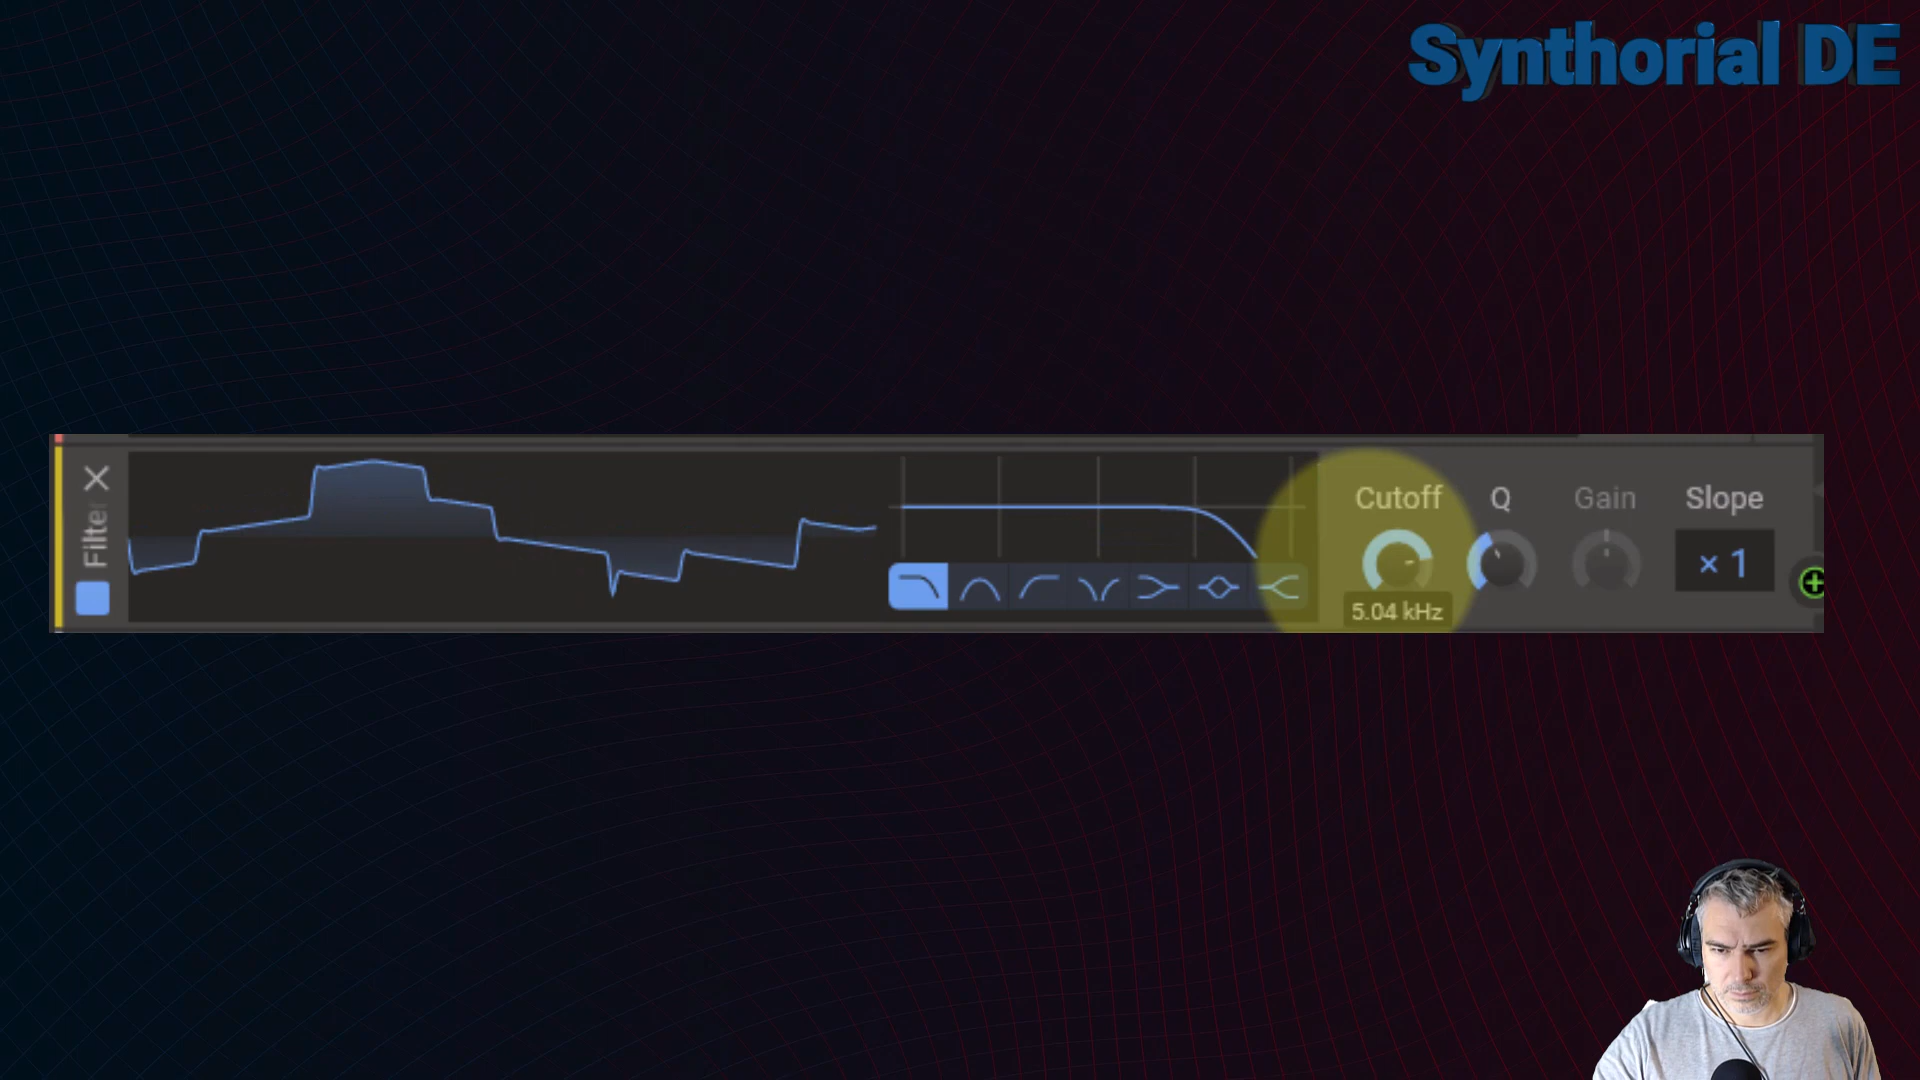 Synthorial DE
Filter
Cutoff Q Gain Slope
× 1
5.04 kHz